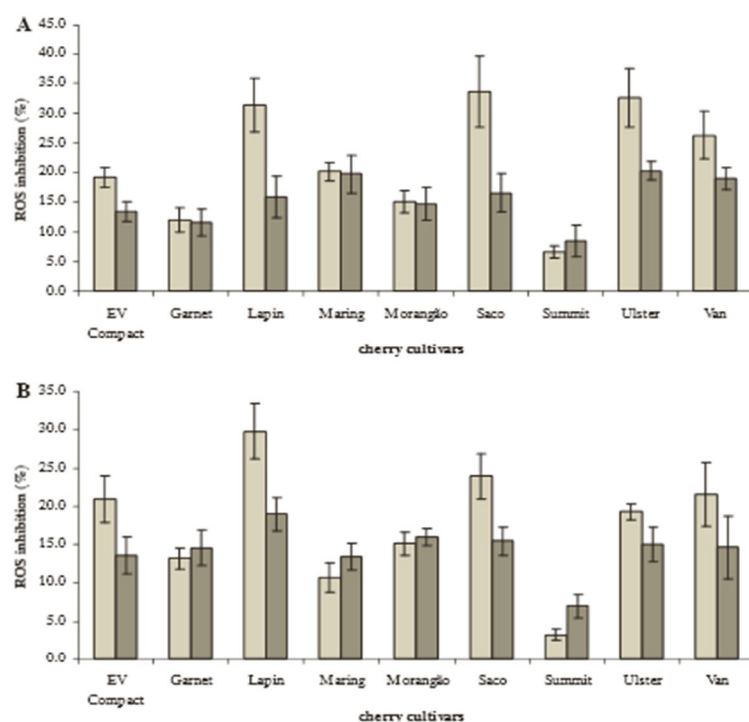 A
ROS inhibition (%)
45.0
40.0
35.0
30.0
25.0
20.0
15.0
10.0
5.0
0.0
EV Compact
Garnet
Lapin
Maring
Morangão
Saco
Summit
Ulster
Van
cherry cultivars
B
ROS inhibition (%)
35.0
30.0
25.0
20.0
15.0
10.0
5.0
0.0
EV Compact
Garnet
Lapin
Maring
Morangão
Saco
Summit
Ulster
Van
cherry cultivars